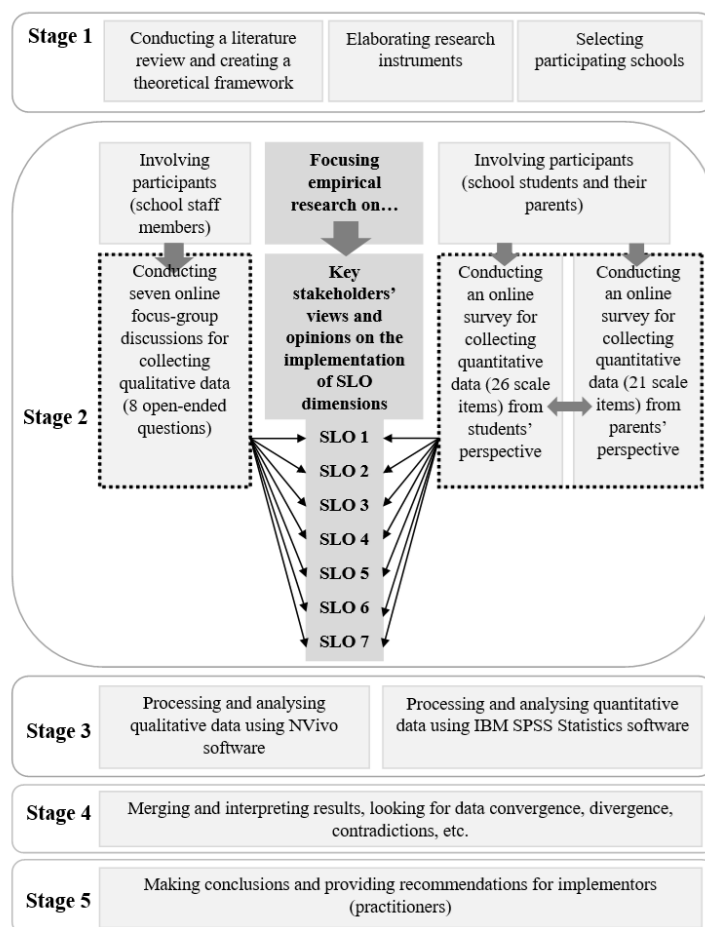 Stage 1
Conducting a literature
review and creating a
theoretical framework
Elaborating research
instruments
Selecting
participating schools
Stage 2
Involving
participants
(school staff
members)
Focusing
empirical
research on…
Involving participants
(school students and their
parents)
Conducting
seven online
focus-group
discussions for
collecting
qualitative data
(8 open-ended
questions)
Key
stakeholders’
views and
opinions on the
implementation
of SLO
dimensions
SLO 1
SLO 2
SLO 3
SLO 4
SLO 5
SLO 6
SLO 7
Conducting
an online
survey for
collecting
quantitative
data (26 scale
items) from
students’
perspective
Conducting
an online
survey for
collecting
quantitative
data (21 scale
items) from
parents’
perspective
Stage 3
Processing and analysing
qualitative data using NVivo
software
Processing and analysing quantitative
data using IBM SPSS Statistics software
Stage 4
Merging and interpreting results, looking for data convergence, divergence,
contradictions, etc.
Stage 5
Making conclusions and providing recommendations for implementors
(practitioners)